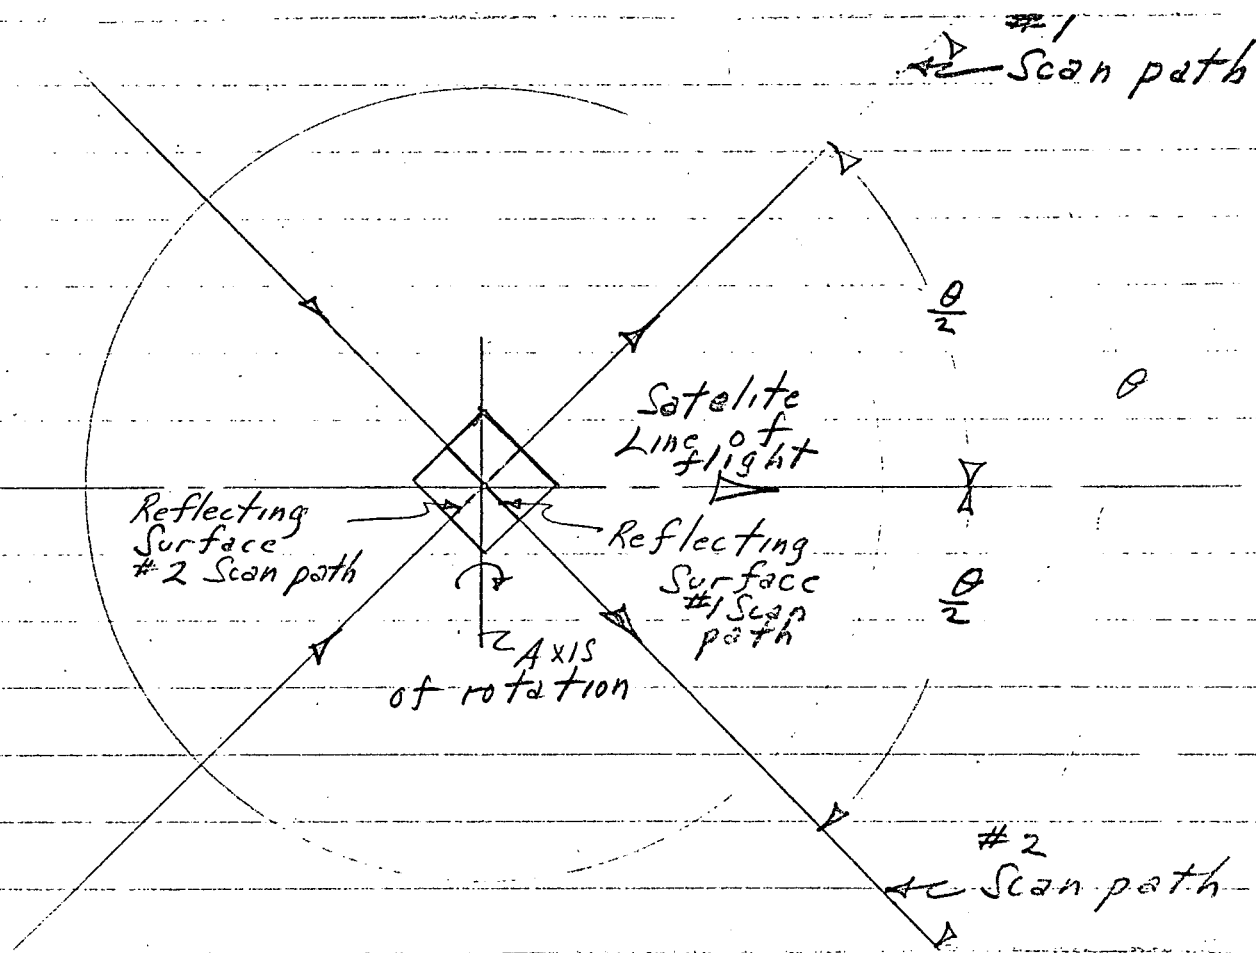 #1
Scan path
θ/2
θ
Satelite
Line of
flight
Reflecting
Surface
#2 Scan path
Reflecting
Surface
#1 Scan
path
θ/2
Axis
of rotation
#2
Scan path